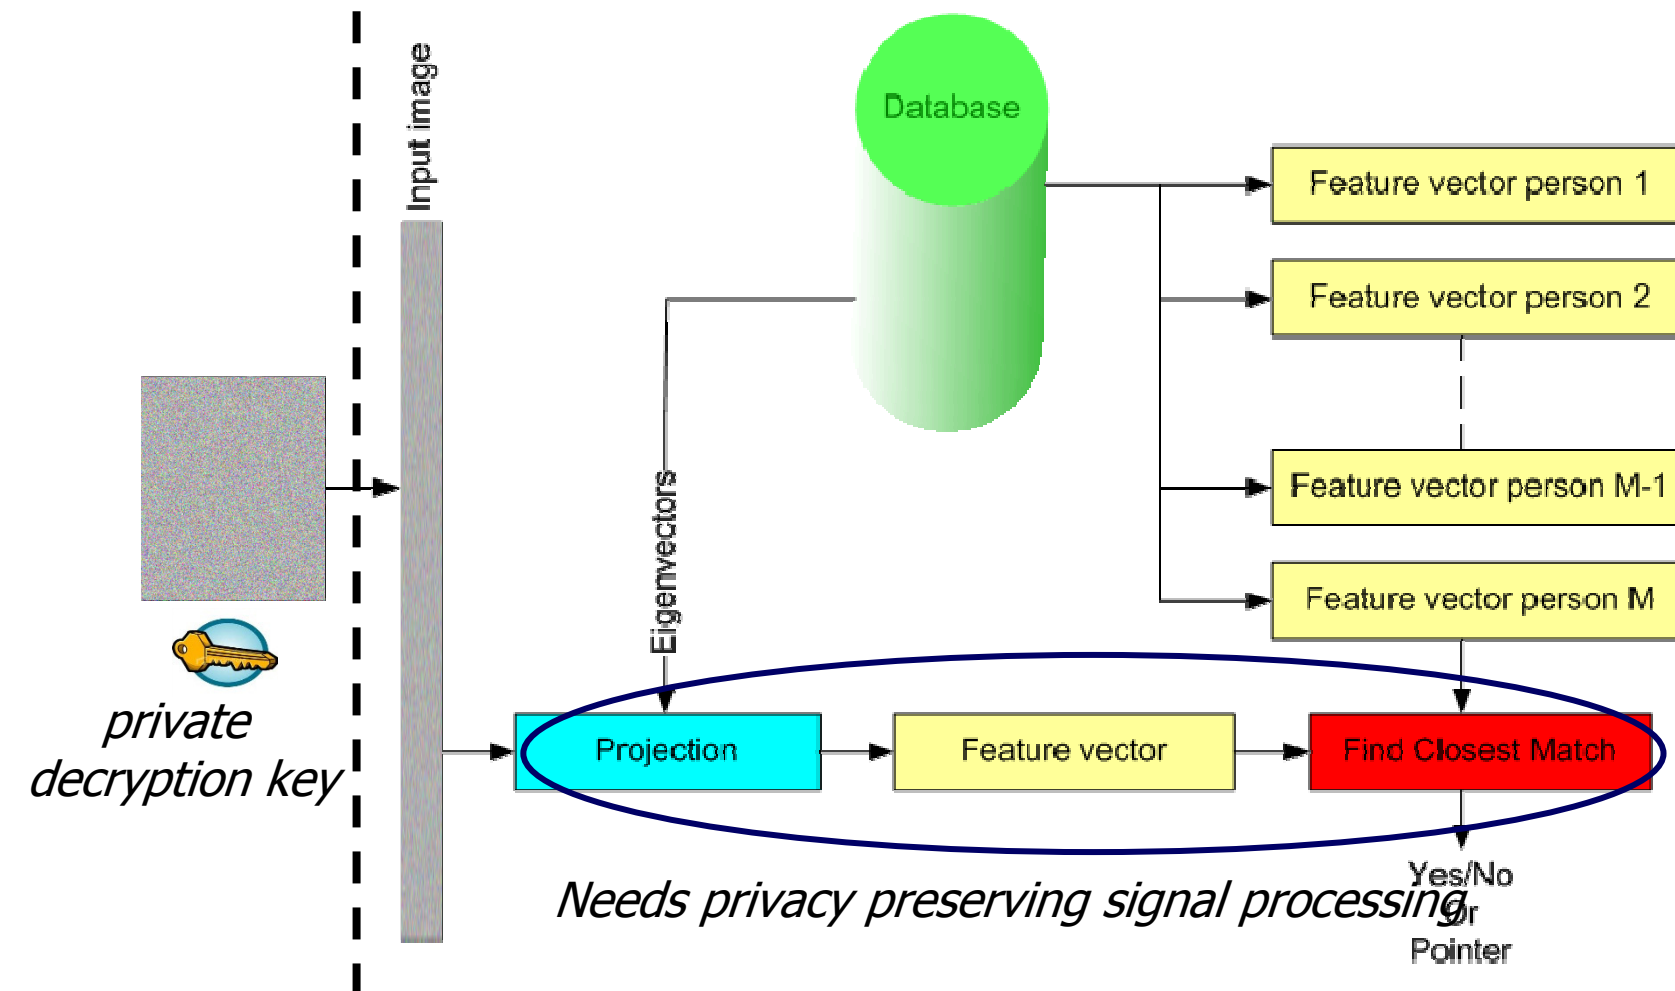 Input image
Database
Feature vector person 1
Feature vector person 2
Feature vector person M-1
Feature vector person M
Eigenvectors
private
decryption key
Projection
Feature vector
Find Closest Match
Needs privacy preserving signal processing
Yes/No
Or
Pointer